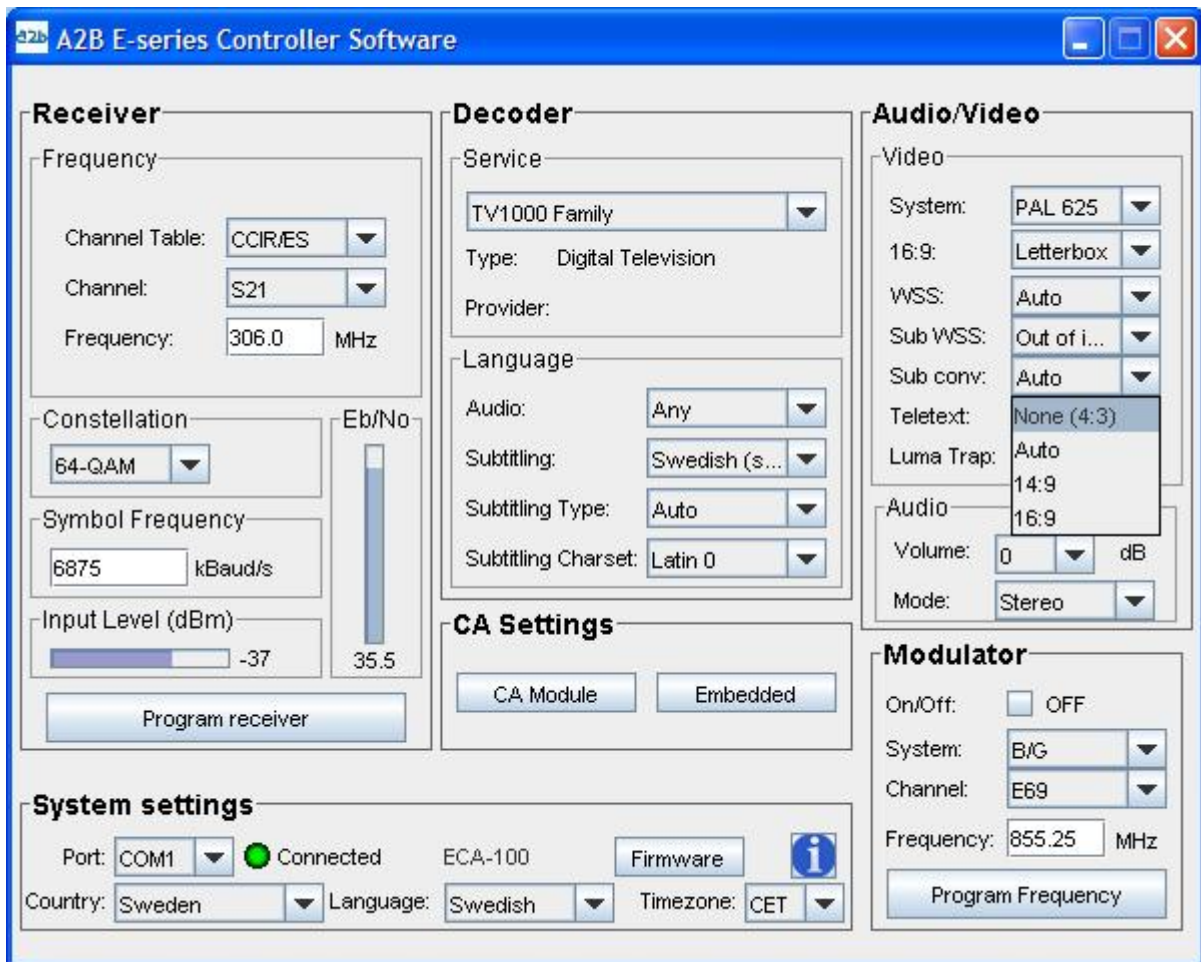 a2b A2B E-series Controller Software
Receiver
Frequency
Channel Table: CCIR/ES
Channel: S21
Frequency: 306.0 MHz
Constellation
64-QAM
Eb/No
35.5
Symbol Frequency
6875 kBaud/s
Input Level (dBm)
-37
Program receiver
Decoder
Service
TV1000 Family
Type: Digital Television
Provider:
Language
Audio: Any
Subtitling: Swedish (s...
Subtitling Type: Auto
Subtitling Charset: Latin 0
CA Settings
CA Module Embedded
Audio/Video
Video
System: PAL 625
16:9: Letterbox
WSS: Auto
Sub WSS: Out of i...
Sub conv: Auto
Teletext:
Luma Trap:
None (4:3)
Auto
14:9
16:9
Audio
Volume: 0 dB
Mode: Stereo
Modulator
On/Off: OFF
System: B/G
Channel: E69
Frequency: 855.25 MHz
Program Frequency
System settings
Port: COM1 Connected ECA-100 Firmware i
Country: Sweden Language: Swedish Timezone: CET